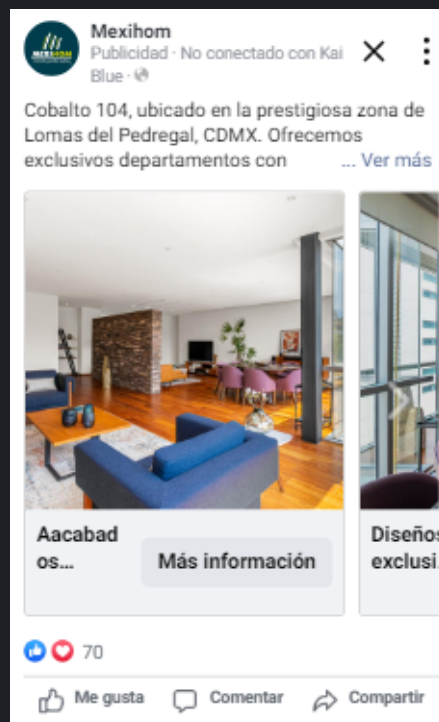 Mexihom
Publicidad · No conectado con Kai
Blue ·
MEXIHOM
Cobalto 104, ubicado en la prestigiosa zona de
Lomas del Pedregal, CDMX. Ofrecemos
exclusivos departamentos con ... Ver más
Aacabad
os...
Más información
Diseños
exclusi.
70
Me gusta
Comentar
Compartir